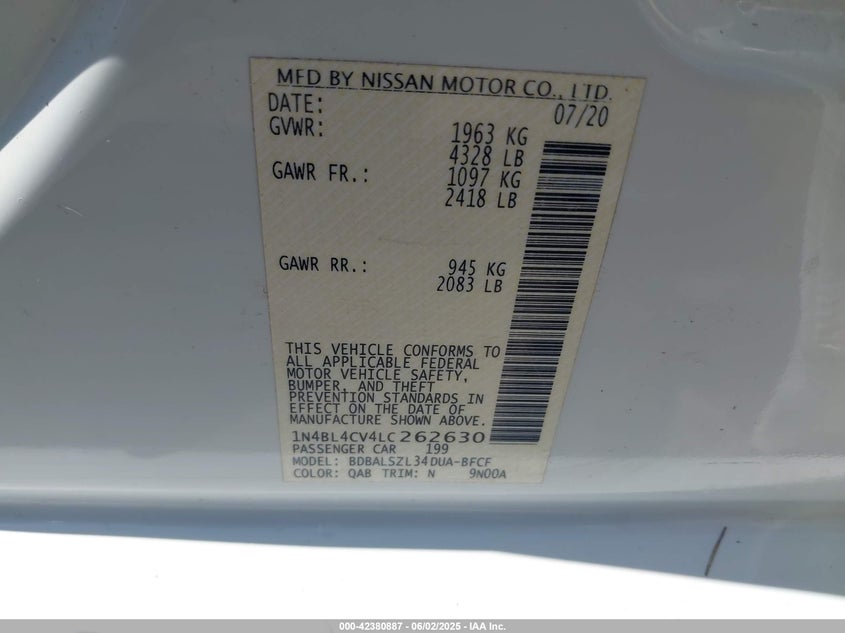 MFD BY NISSAN MOTOR CO., LTD.
DATE: 07/20
GVWR: 1963 KG
4328 LB
GAWR FR.: 1097 KG
2418 LB
GAWR RR.: 945 KG
2083 LB
THIS VEHICLE CONFORMS TO
ALL APPLICABLE FEDERAL
MOTOR VEHICLE SAFETY,
BUMPER, AND THEFT
PREVENTION STANDARDS IN
EFFECT ON THE DATE OF
MANUFACTURE SHOWN ABOVE.
1N4BL4CV4LC262630
PASSENGER CAR 199
MODEL: BDBALSZL34DUA-BFCF
COLOR: QAB TRIM: N 9N00A
000-42380887 - 06/02/2025 - IAA Inc.